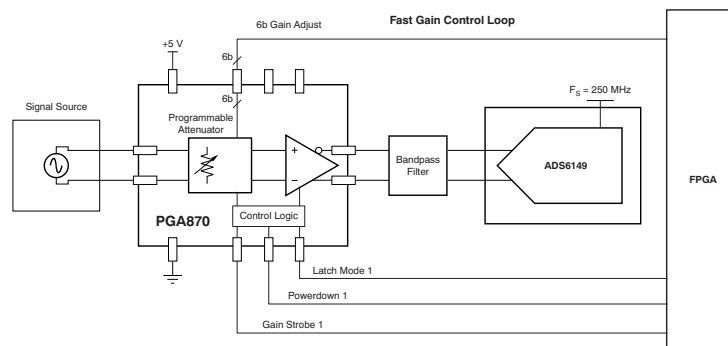 6b Gain Adjust
Fast Gain Control Loop
+5 V
6b
6b
Signal Source
Programmable
Attenuator
F_S = 250 MHz
+
−
Bandpass
Filter
ADS6149
FPGA
PGA870
Control Logic
Latch Mode 1
Powerdown 1
Gain Strobe 1